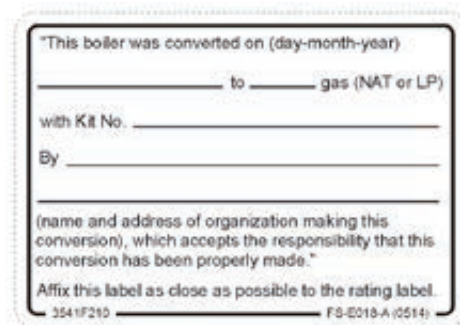 "This boiler was converted on (day-month-year)
to gas (NAT or LP)
with Kit No.
By
(name and address of organization making this
conversion), which accepts the responsibility that this
conversion has been properly made."
Affix this label as close as possible to the rating label.
3541F210 FS-E018-A (0514)